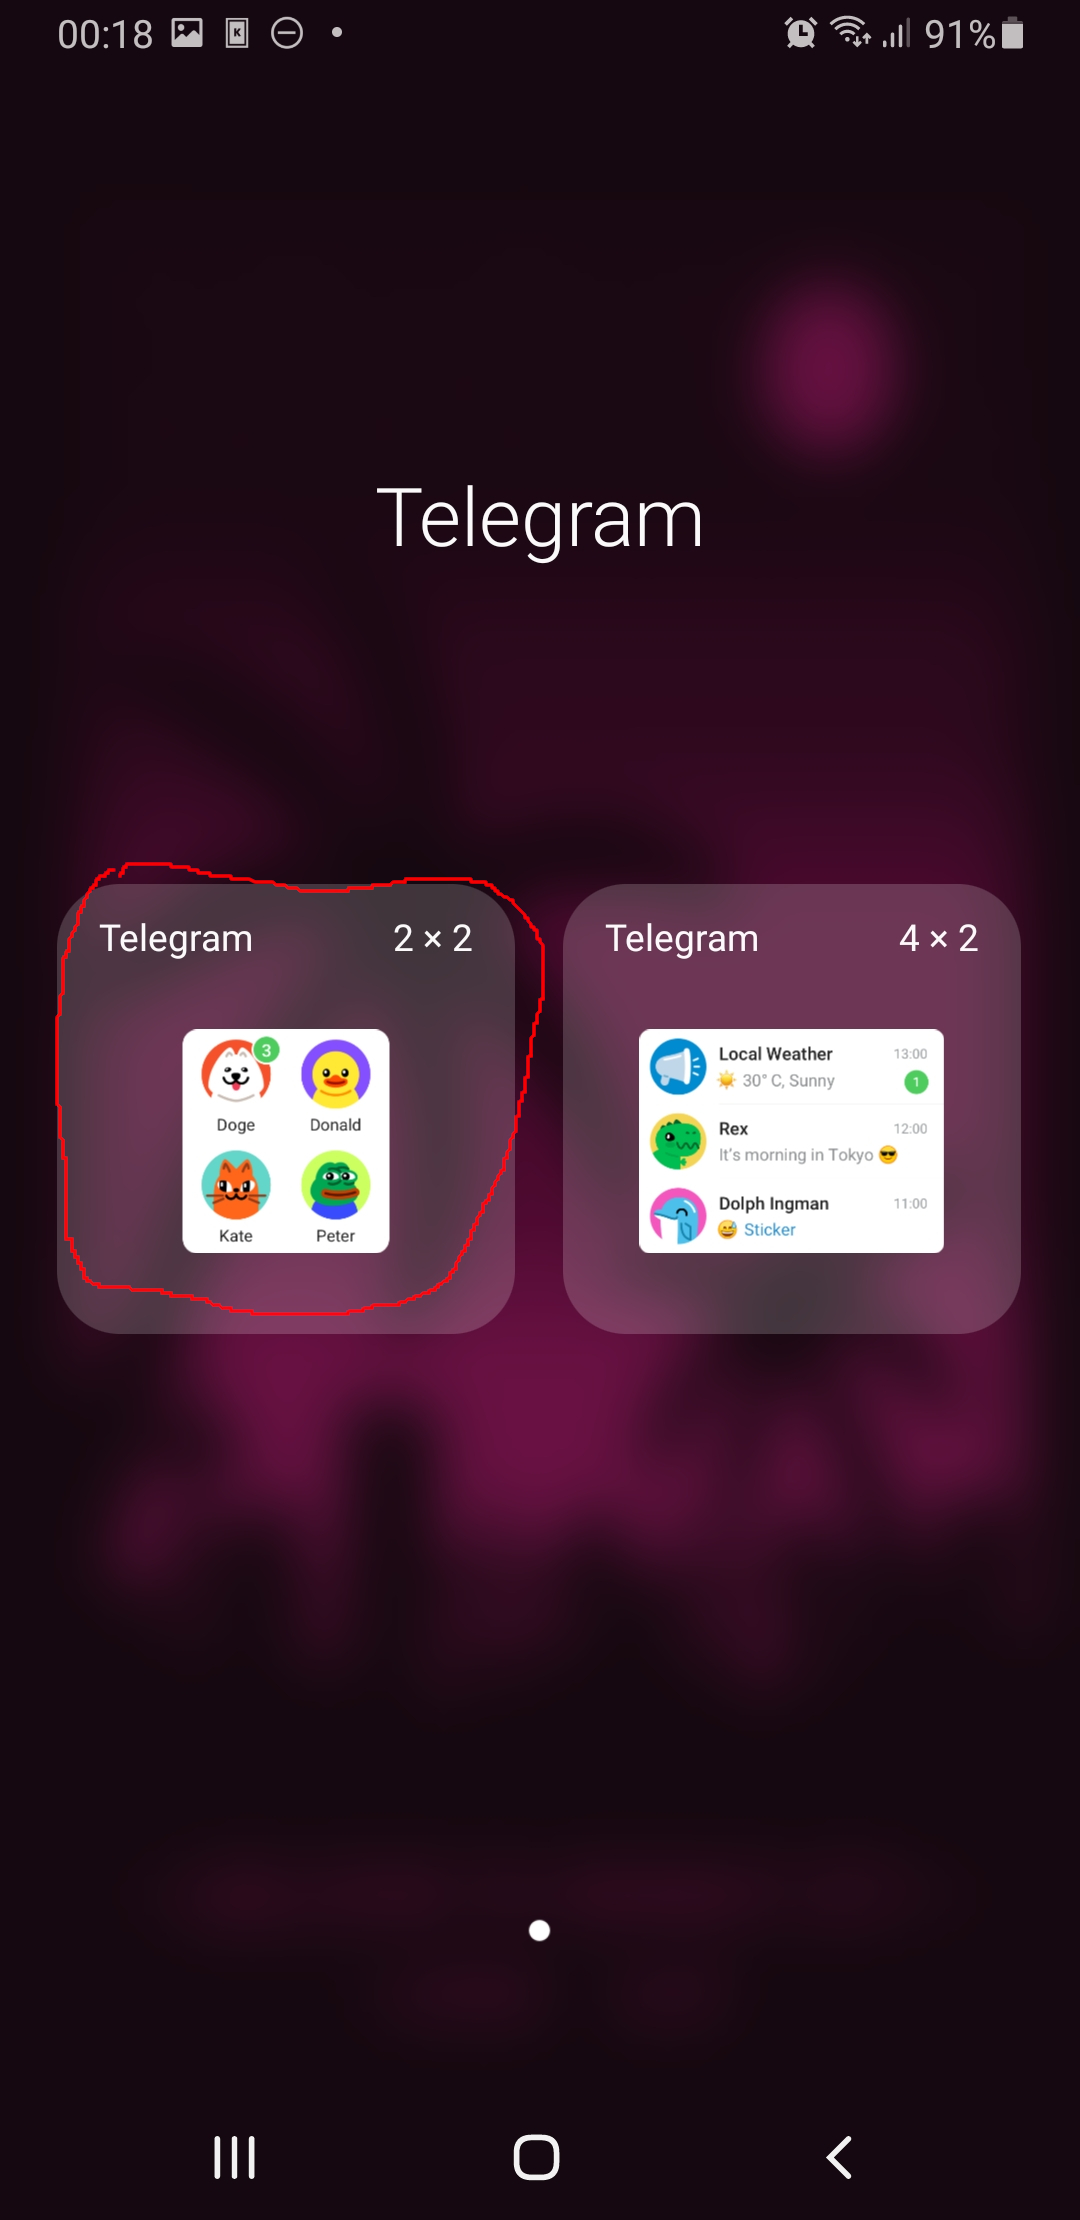 00:18 91%
Telegram
Telegram 2 × 2
3
Doge Donald
Kate Peter
Telegram 4 × 2
Local Weather 13:00
30° C, Sunny 1
Rex 12:00
It's morning in Tokyo 😎
Dolph Ingman 11:00
😅 Sticker